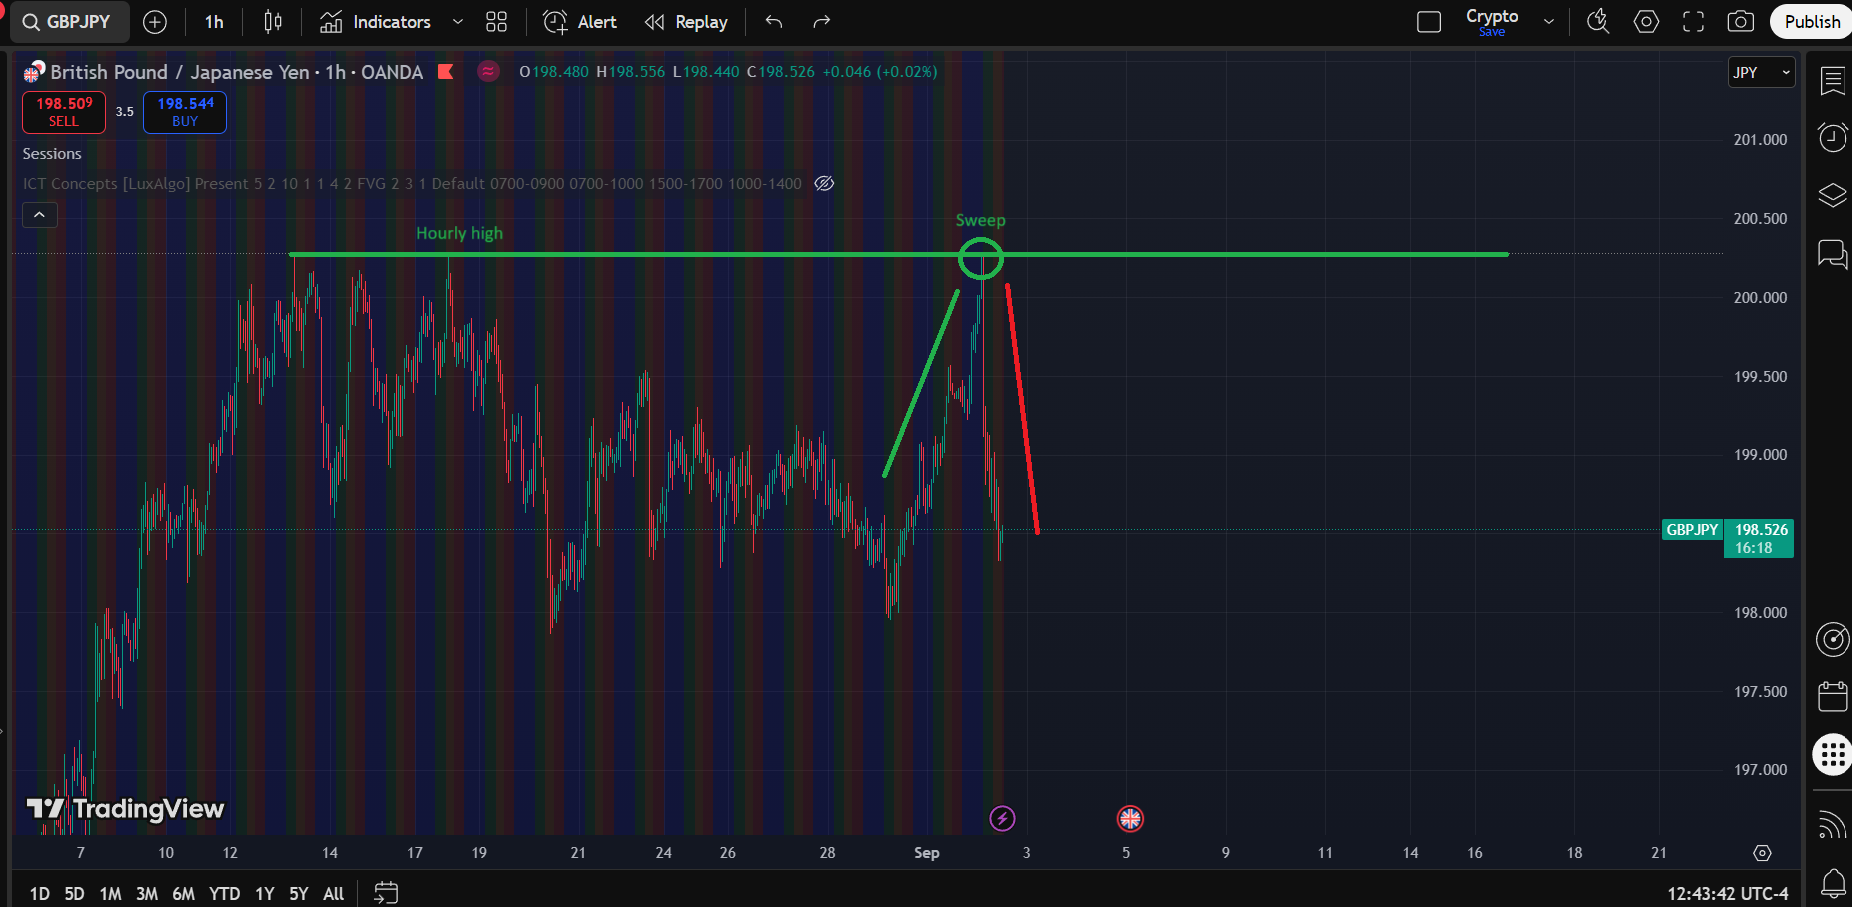 GBPJPY 1h Indicators Alert Replay Crypto Save Publish
British Pound / Japanese Yen · 1h · OANDA O198.480 H198.556 L198.440 C198.526 +0.046 (+0.02%) JPY
198.509 SELL 3.5 198.544 BUY
Sessions
ICT Concepts [LuxAlgo] Present 5 2 10 1 1 4 2 FVG 2 3 1 Default 0700-0900 0700-1000 1500-1700 1000-1400
Hourly high
Sweep
201.000
200.500
200.000
199.500
199.000
GBPJPY 198.526
16:18
198.000
197.500
197.000
TradingView
7 10 12 14 17 19 21 24 26 28 Sep 3 5 9 11 14 16 18 21
1D 5D 1M 3M 6M YTD 1Y 5Y All 12:43:42 UTC-4